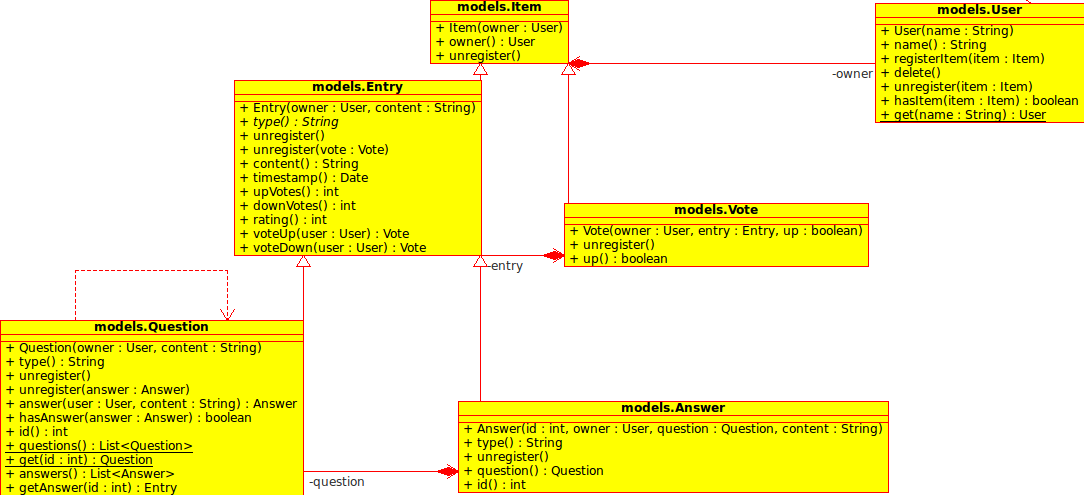 models.Item
+ Item(owner : User)
+ owner() : User
+ unregister()
models.User
+ User(name : String)
+ name() : String
+ registerItem(item : Item)
+ delete()
+ unregister(item : Item)
+ hasItem(item : Item) : boolean
+ get(name : String) : User
-owner
models.Entry
+ Entry(owner : User, content : String)
+ type() : String
+ unregister()
+ unregister(vote : Vote)
+ content() : String
+ timestamp() : Date
+ upVotes() : int
+ downVotes() : int
+ rating() : int
+ voteUp(user : User) : Vote
+ voteDown(user : User) : Vote
models.Vote
+ Vote(owner : User, entry : Entry, up : boolean)
+ unregister()
+ up() : boolean
-entry
models.Question
+ Question(owner : User, content : String)
+ type() : String
+ unregister()
+ unregister(answer : Answer)
+ answer(user : User, content : String) : Answer
+ hasAnswer(answer : Answer) : boolean
+ id() : int
+ questions() : List<Question>
+ get(id : int) : Question
+ answers() : List<Answer>
+ getAnswer(id : int) : Entry
-question
models.Answer
+ Answer(id : int, owner : User, question : Question, content : String)
+ type() : String
+ unregister()
+ question() : Question
+ id() : int